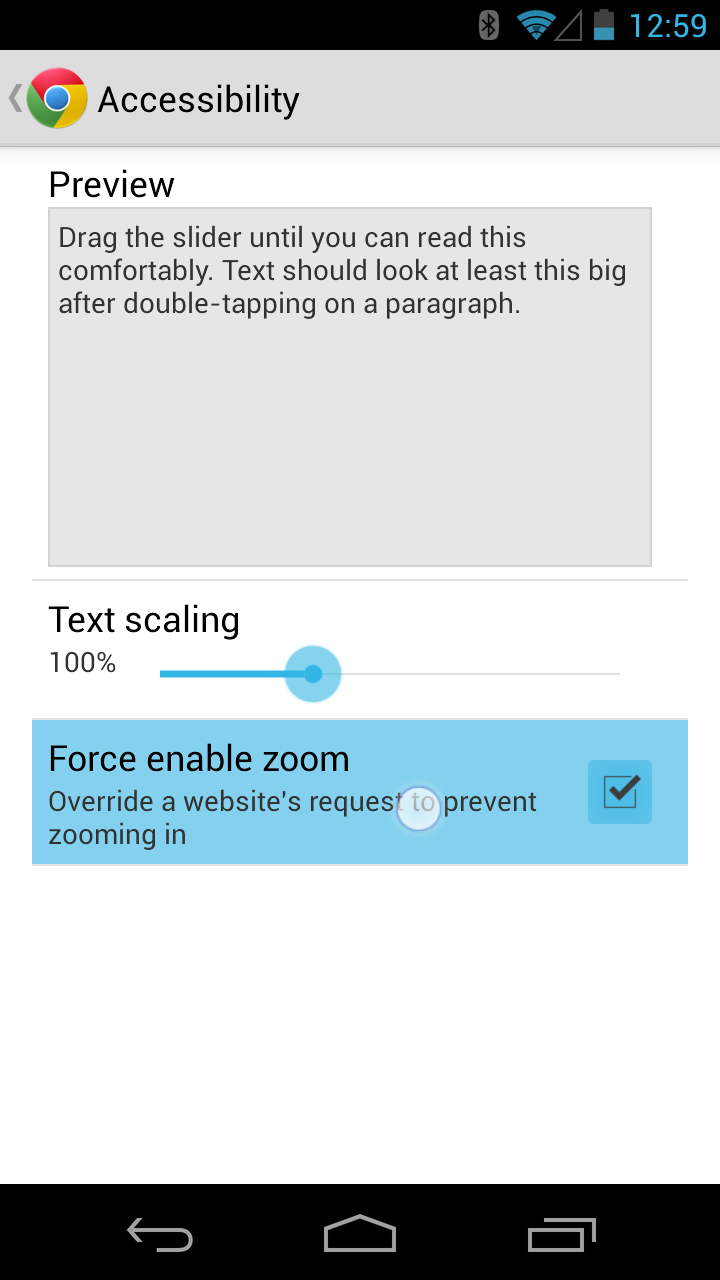 12:59
Accessibility
Preview
Drag the slider until you can read this
comfortably. Text should look at least this big
after double-tapping on a paragraph.
Text scaling
100%
Force enable zoom
Override a website's request to prevent
zooming in